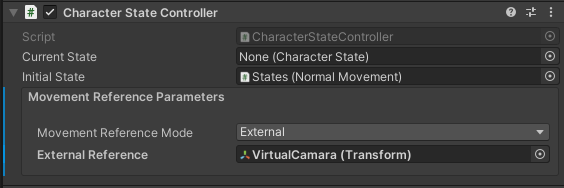 Character State Controller
Script CharacterStateController
Current State None (Character State)
Initial State States (Normal Movement)
Movement Reference Parameters
Movement Reference Mode External
External Reference VirtualCamara (Transform)